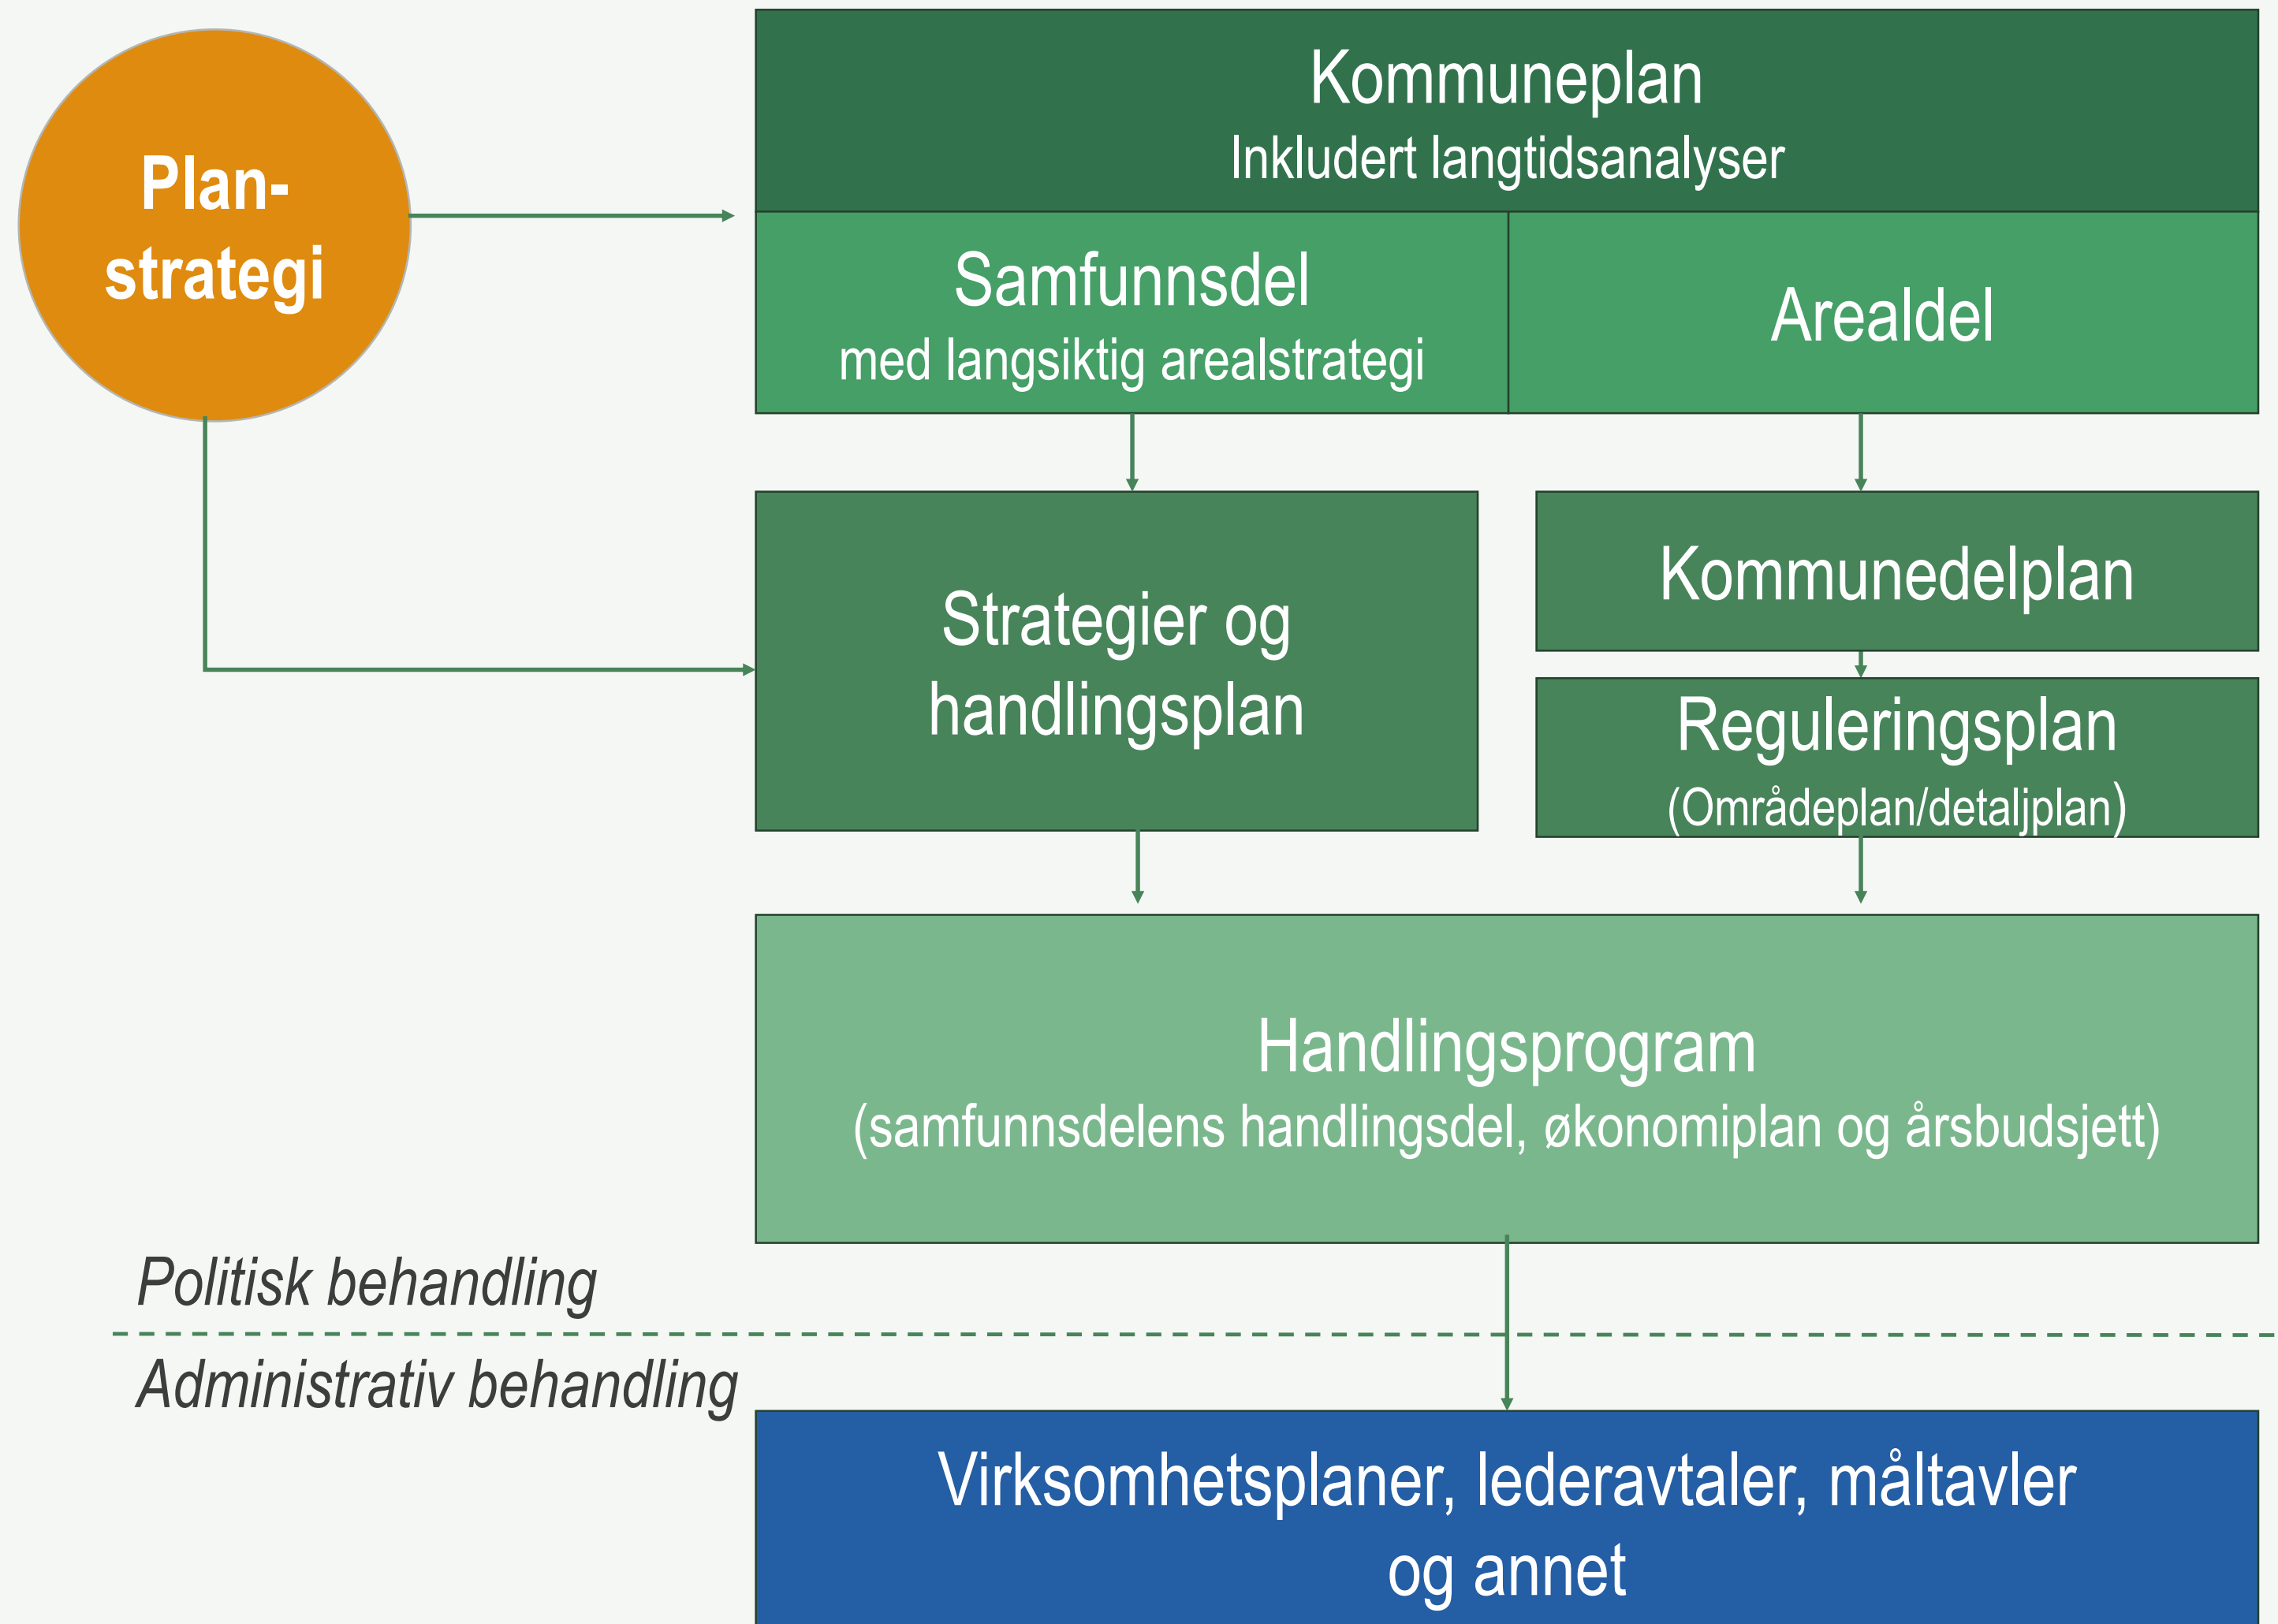 Plan-
strategi
Kommuneplan
Inkludert langtidsanalyser
Samfunnsdel
med langsiktig arealstrategi
Arealdel
Strategier og
handlingsplan
Kommunedelplan
Reguleringsplan
(Områdeplan/detaljplan)
Handlingsprogram
(samfunnsdelens handlingsdel, økonomiplan og årsbudsjett)
Politisk behandling
Administrativ behandling
Virksomhetsplaner, lederavtaler, måltavler
og annet